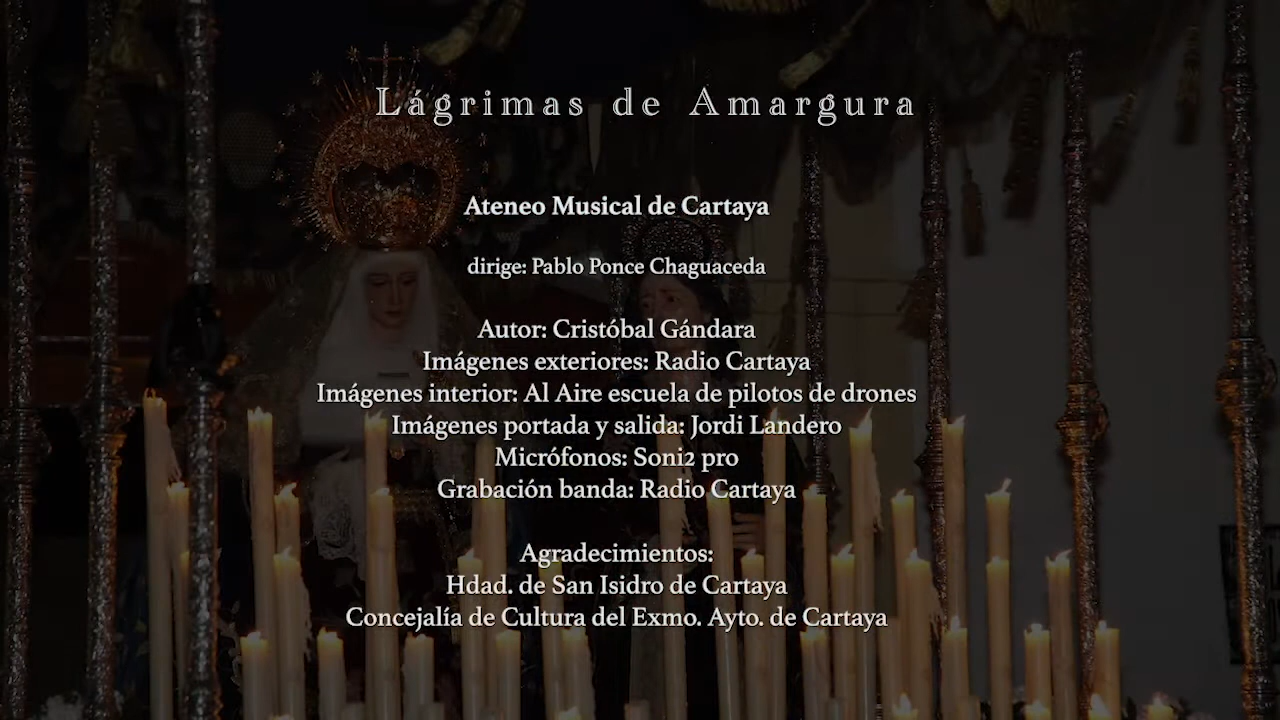 Lágrimas de Amargura
Ateneo Musical de Cartaya
dirige: Pablo Ponce Chaguaceda
Autor: Cristóbal Gándara
Imágenes exteriores: Radio Cartaya
Imágenes interior: Al Aire escuela de pilotos de drones
Imágenes portada y salida: Jordi Landero
Micrófonos: Soni2 pro
Grabación banda: Radio Cartaya
Agradecimientos:
Hdad. de San Isidro de Cartaya
Concejalía de Cultura del Exmo. Ayto. de Cartaya